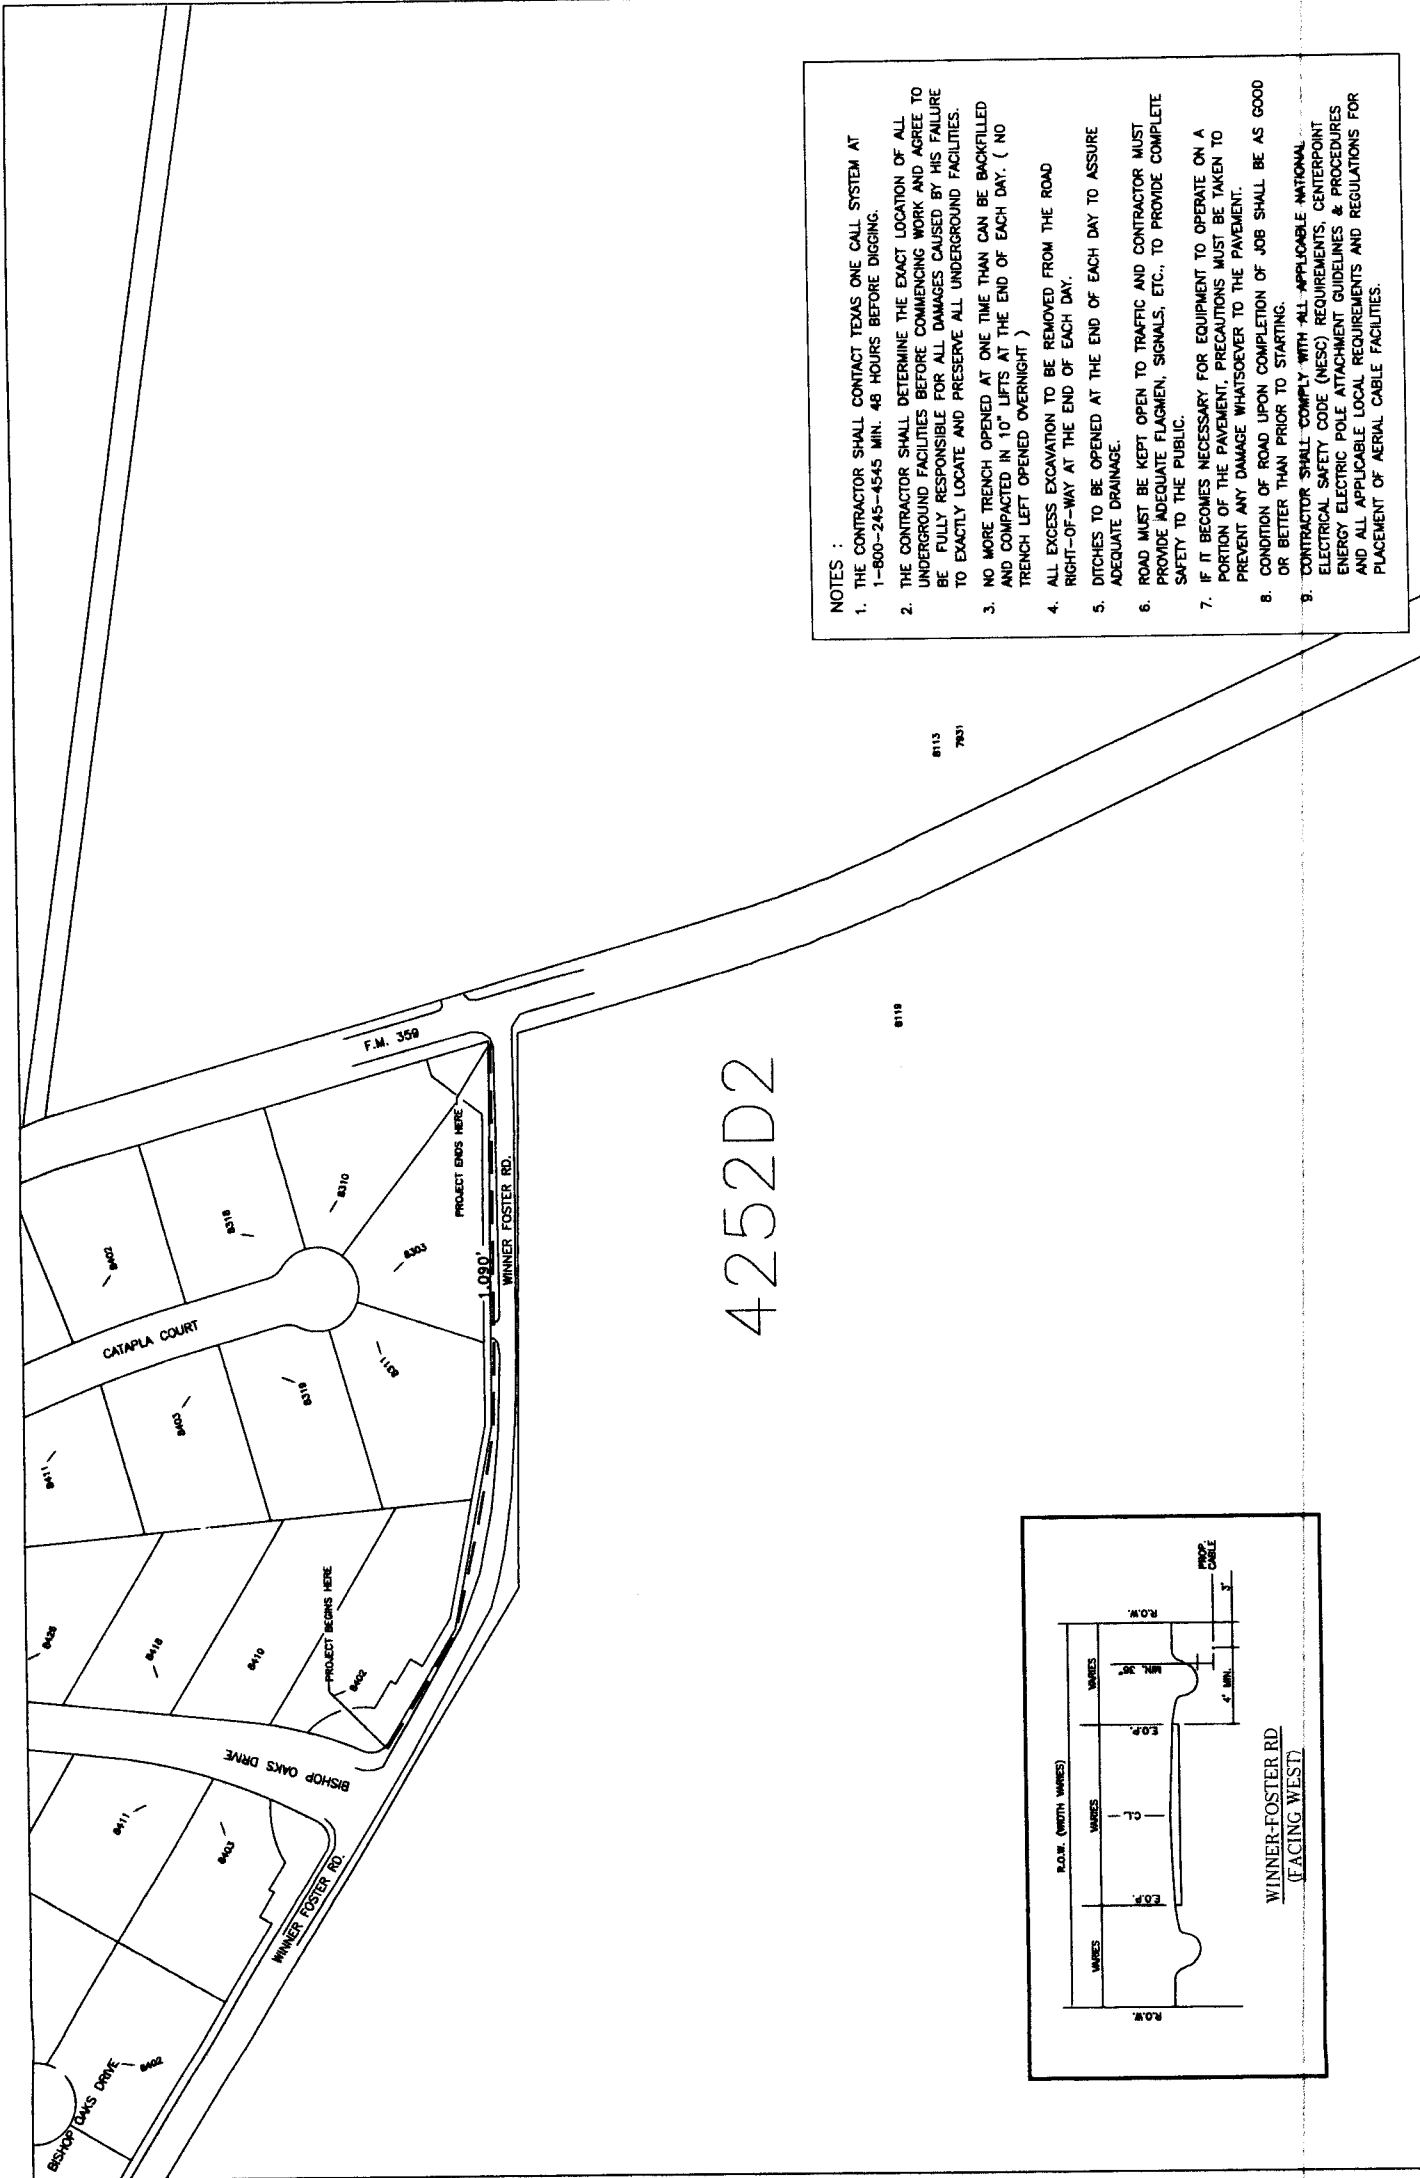 NOTES :
1. THE CONTRACTOR SHALL CONTACT TEXAS ONE CALL SYSTEM AT
1-800-245-4545 MIN. 48 HOURS BEFORE DIGGING.
2. THE CONTRACTOR SHALL DETERMINE THE EXACT LOCATION OF ALL
UNDERGROUND FACILITIES BEFORE COMMENCING WORK AND AGREE TO
BE FULLY RESPONSIBLE FOR ALL DAMAGES CAUSED BY HIS FAILURE
TO EXACTLY LOCATE AND PRESERVE ALL UNDERGROUND FACILITIES.
3. NO MORE TRENCH OPENED AT ONE TIME THAN CAN BE BACKFILLED
AND COMPACTED IN 10" LIFTS AT THE END OF EACH DAY. ( NO
TRENCH LEFT OPENED OVERNIGHT )
4. ALL EXCESS EXCAVATION TO BE REMOVED FROM THE ROAD
RIGHT-OF-WAY AT THE END OF EACH DAY.
5. DITCHES TO BE OPENED AT THE END OF EACH DAY TO ASSURE
ADEQUATE DRAINAGE.
6. ROAD MUST BE KEPT OPEN TO TRAFFIC AND CONTRACTOR MUST
PROVIDE ADEQUATE FLAGMEN, SIGNALS, ETC., TO PROVIDE COMPLETE
SAFETY TO THE PUBLIC.
7. IF IT BECOMES NECESSARY FOR EQUIPMENT TO OPERATE ON A
PORTION OF THE PAVEMENT, PRECAUTIONS MUST BE TAKEN TO
PREVENT ANY DAMAGE WHATSOEVER TO THE PAVEMENT.
8. CONDITION OF ROAD UPON COMPLETION OF JOB SHALL BE AS GOOD
OR BETTER THAN PRIOR TO STARTING.
9. CONTRACTOR SHALL COMPLY WITH ALL APPLICABLE NATIONAL
ELECTRICAL SAFETY CODE (NESC) REQUIREMENTS, CENTERPOINT
ENERGY ELECTRIC POLE ATTACHMENT GUIDELINES & PROCEDURES
AND ALL APPLICABLE LOCAL REQUIREMENTS AND REGULATIONS FOR
PLACEMENT OF AERIAL CABLE FACILITIES.
BISHOP OAKS DRIVE
8402
8411
8403
WINNER FOSTER RD.
BISHOP OAKS DRIVE
8426
8418
8410
8402
PROJECT BEGINS HERE
8411
8403
8319
8311
CATAPLA COURT
8402
8318
8310
8303
1,090'
PROJECT ENDS HERE
WINNER FOSTER RD.
F.M. 359
8113
7931
8119
4252D2
R.O.W. (WIDTH VARIES)
VARIES
VARIES
VARIES
R.O.W.
E.O.P.
C.L.
E.O.P.
MIN. 36"
R.O.W.
PROP.
CABLE
4' MIN.
3'
WINNER-FOSTER RD
(FACING WEST)